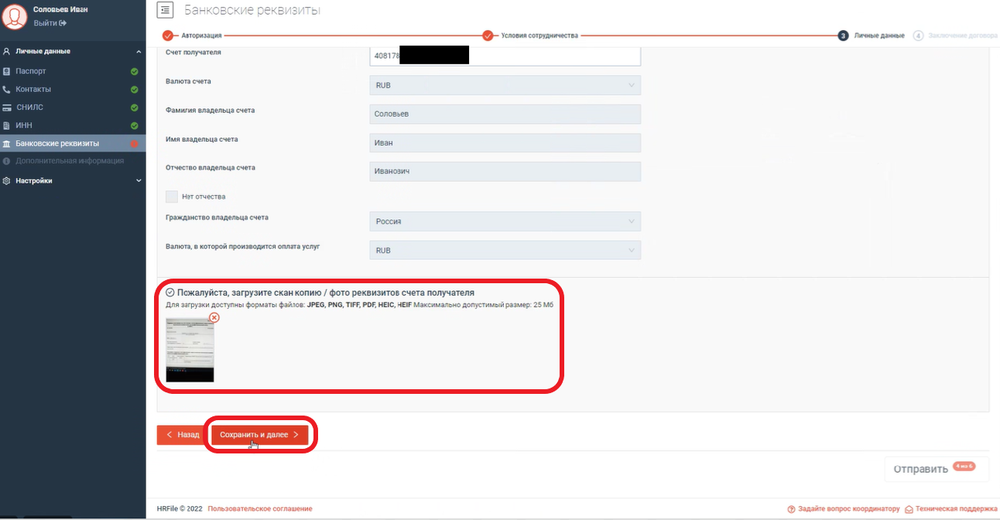 Соловьев Иван
Выйти
Личные данные
Паспорт
Контакты
СНИЛС
ИНН
Банковские реквизиты
Дополнительная информация
Настройки
Банковские реквизиты
Авторизация
Условия сотрудничества
3 Личные данные
4 Заключение договора
Счет получателя
408178
Валюта счета
RUB
Фамилия владельца счета
Соловьев
Имя владельца счета
Иван
Отчество владельца счета
Иванович
Нет отчества
Гражданство владельца счета
Россия
Валюта, в которой производится оплата услуг
RUB
Пожалуйста, загрузите скан копию / фото реквизитов счета получателя
Для загрузки доступны форматы файлов: JPEG, PNG, TIFF, PDF, HEIC, HEIF Максимально допустимый размер: 25 Мб
Назад
Сохранить и далее
Отправить 4 из 6
HRFile © 2022 Пользовательское соглашение
Задайте вопрос координатору
Техническая поддержка